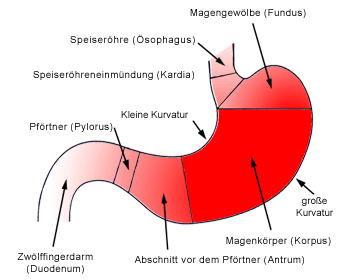 Magengewölbe (Fundus)
Speiseröhre (Ösophagus)
Speiseröhreneinmündung (Kardia)
Kleine Kurvatur
Pförtner (Pylorus)
große
Kurvatur
Magenkörper (Korpus)
Zwölffingerdarm
(Duodenum)
Abschnitt vor dem Pförtner (Antrum)